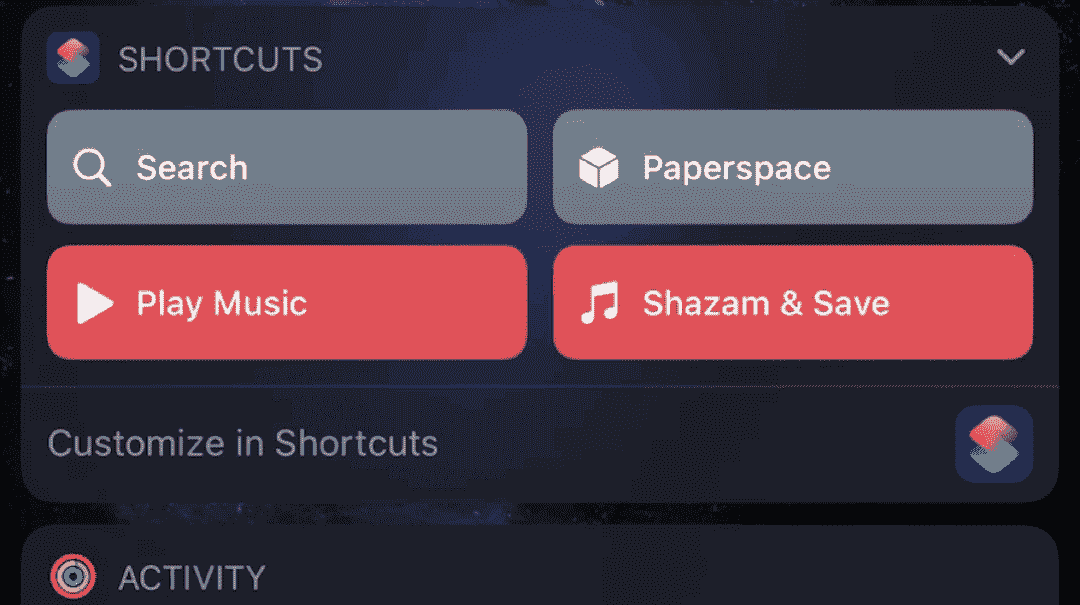 SHORTCUTS
Search
Paperspace
Play Music
Shazam & Save
Customize in Shortcuts
ACTIVITY